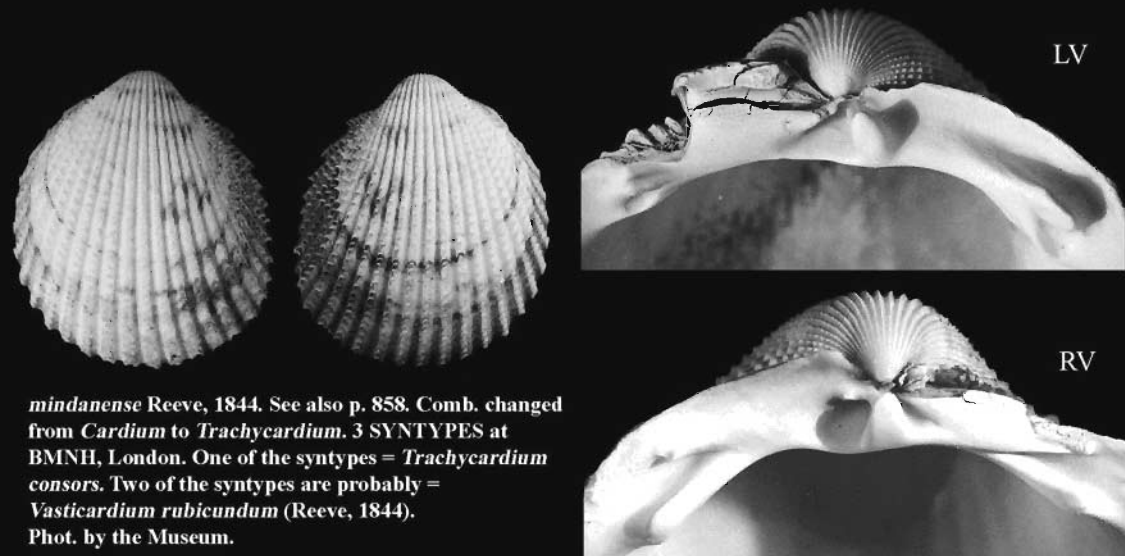 LV
RV
mindanense Reeve, 1844. See also p. 858. Comb. changed
from Cardium to Trachycardium. 3 SYNTYPES at
BMNH, London. One of the syntypes = Trachycardium
consors. Two of the syntypes are probably =
Vasticardium rubicundum (Reeve, 1844).
Phot. by the Museum.